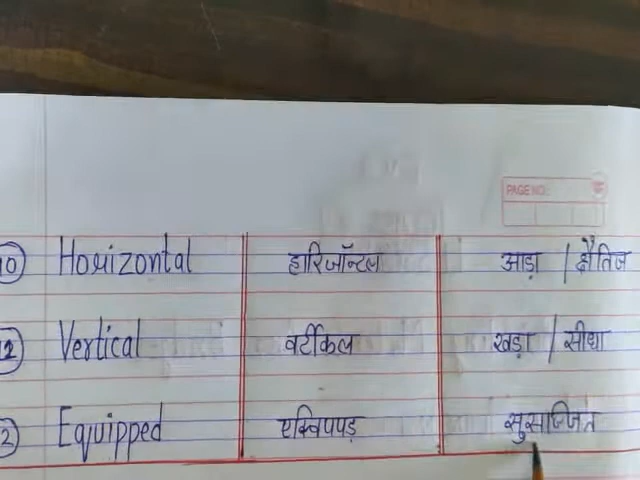 PAGE NO:
10 Horizontal हारिजॉन्टल आड़ा / क्षैतिज
12 Vertical वर्टीकल खड़ा / सीधा
2 Equipped एक्विपपड़ सुसज्जित